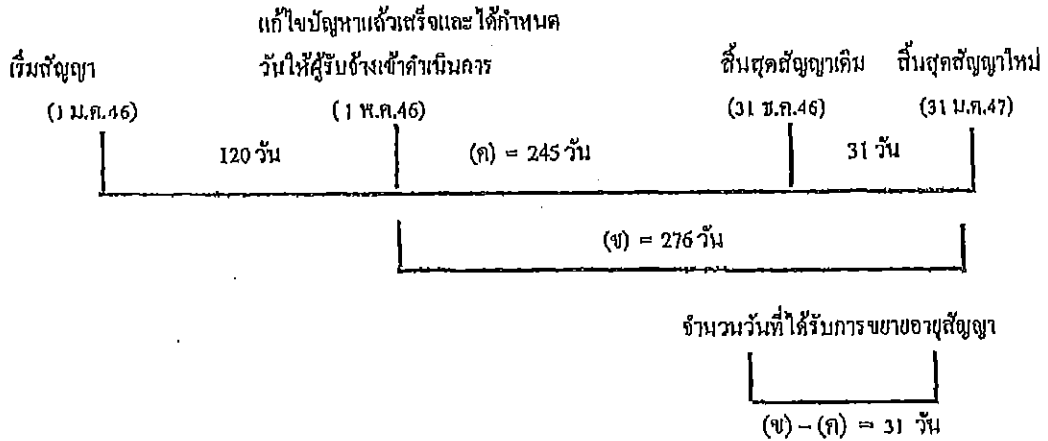 แก้ไขปัญหาแล้วเสร็จและได้กำหนด
เริ่มสัญญา วันให้ผู้รับจ้างเข้าดำเนินการ สิ้นสุดสัญญาเดิม สิ้นสุดสัญญาใหม่
(1 ม.ค.46) (1 พ.ค.46) (31 ธ.ค.46) (31 ม.ค.47)
120 วัน (ค) = 245 วัน 31 วัน
(ข) = 276 วัน
จำนวนวันที่ได้รับการขยายอายุสัญญา
(ข) – (ค) = 31 วัน